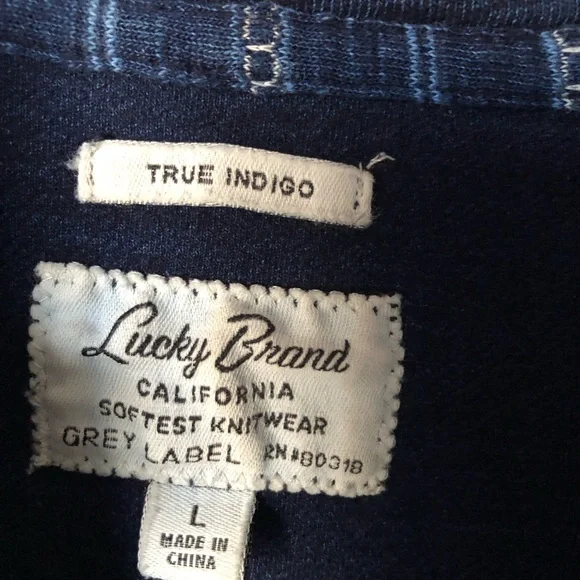 TRUE INDIGO
Lucky Brand
CALIFORNIA
SOFTEST KNITWEAR
GREY LABEL RN#80318
L
MADE IN
CHINA